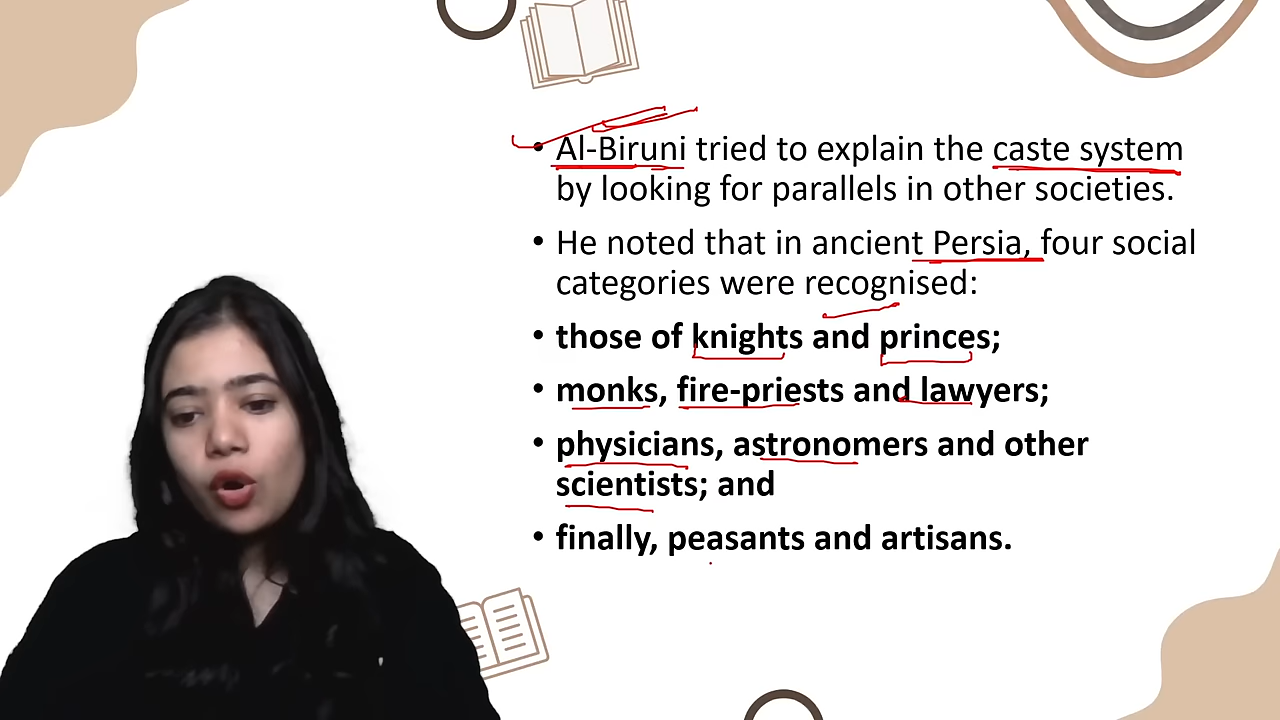 • Al-Biruni tried to explain the caste system
by looking for parallels in other societies.
• He noted that in ancient Persia, four social
categories were recognised:
• those of knights and princes;
• monks, fire-priests and lawyers;
• physicians, astronomers and other
scientists; and
• finally, peasants and artisans.